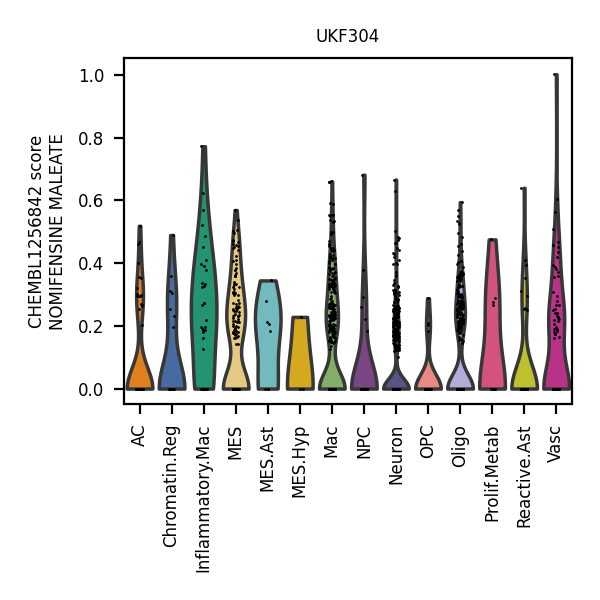 UKF304
CHEMBL1256842 score
NOMIFENSINE MALEATE
1.0
0.8
0.6
0.4
0.2
0.0
AC
Chromatin.Reg
Inflammatory.Mac
MES
MES.Ast
MES.Hyp
Mac
NPC
Neuron
OPC
Oligo
Prolif.Metab
Reactive.Ast
Vasc